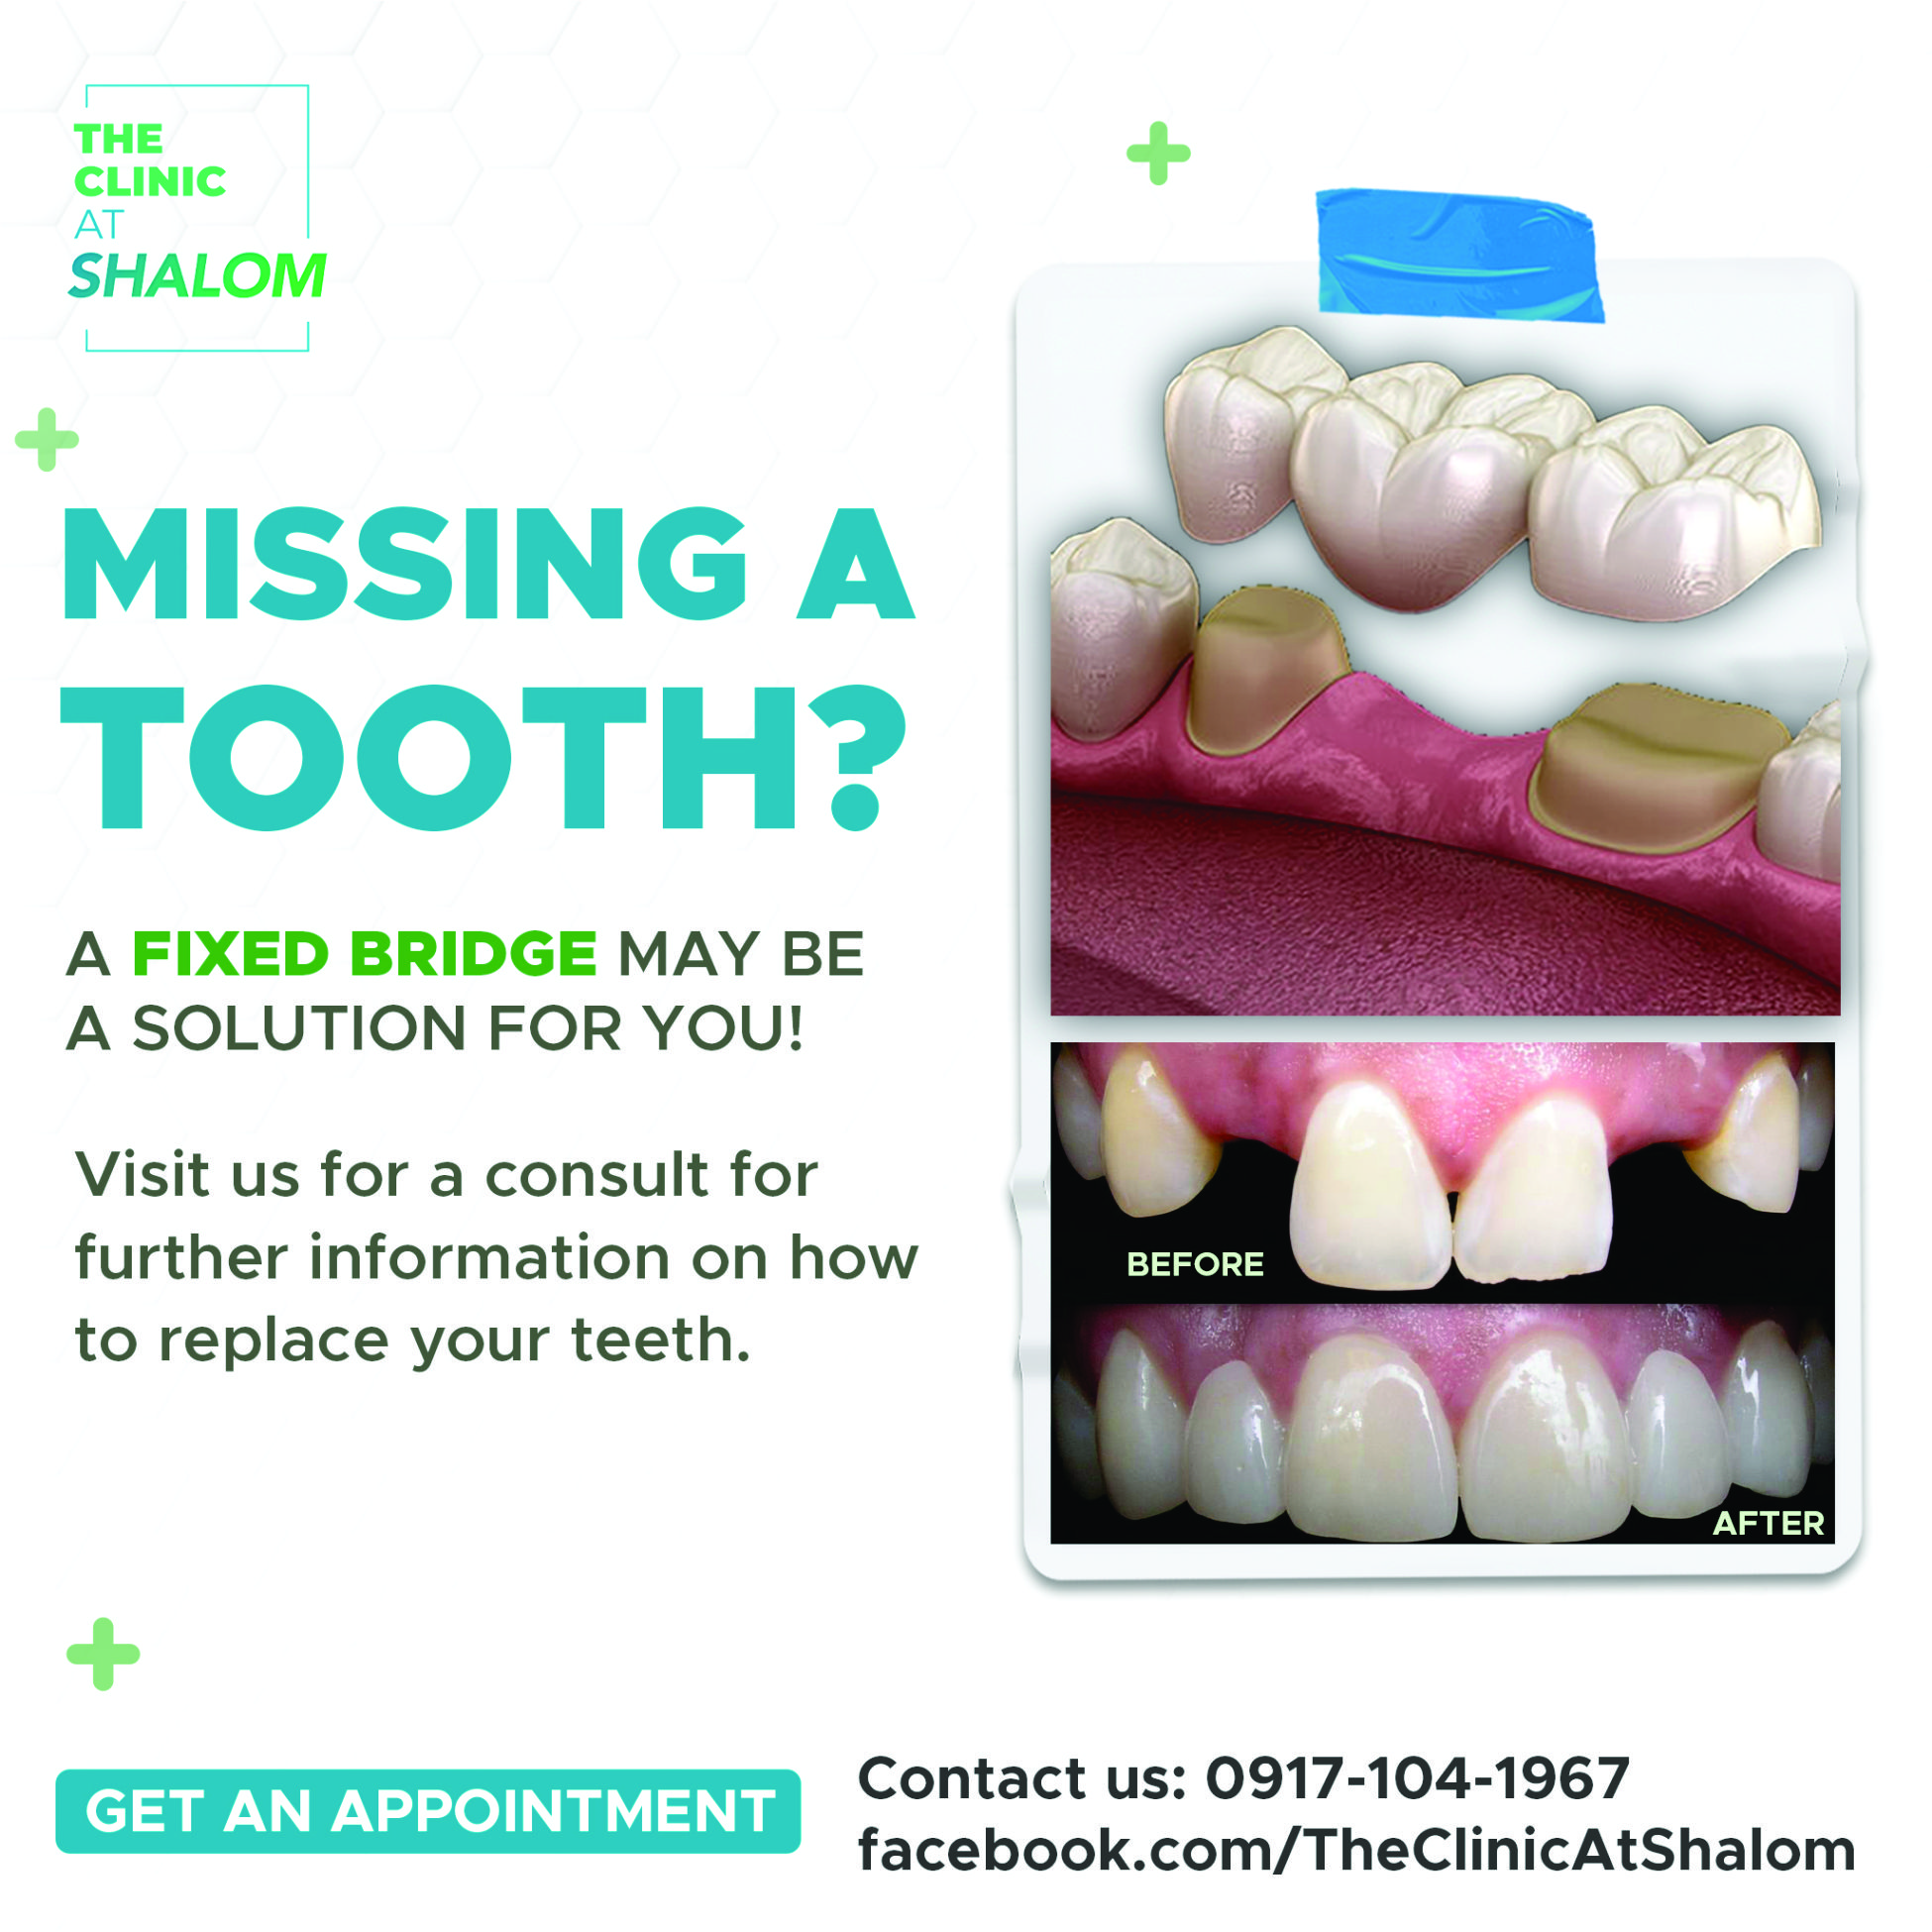 THE
CLINIC
AT
SHALOM
MISSING A
TOOTH?
A FIXED BRIDGE MAY BE
A SOLUTION FOR YOU!
Visit us for a consult for
further information on how
to replace your teeth.
BEFORE
AFTER
GET AN APPOINTMENT
Contact us: 0917-104-1967
facebook.com/TheClinicAtShalom